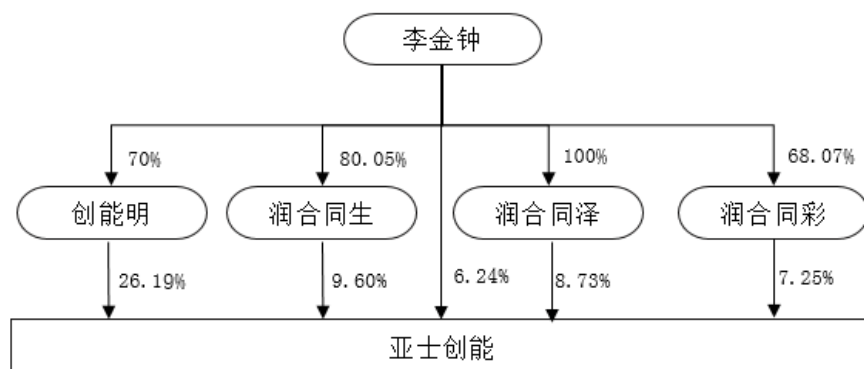 李金钟
70%
80.05%
100%
68.07%
创能明
润合同生
润合同泽
润合同彩
26.19%
9.60%
6.24%
8.73%
7.25%
亚士创能